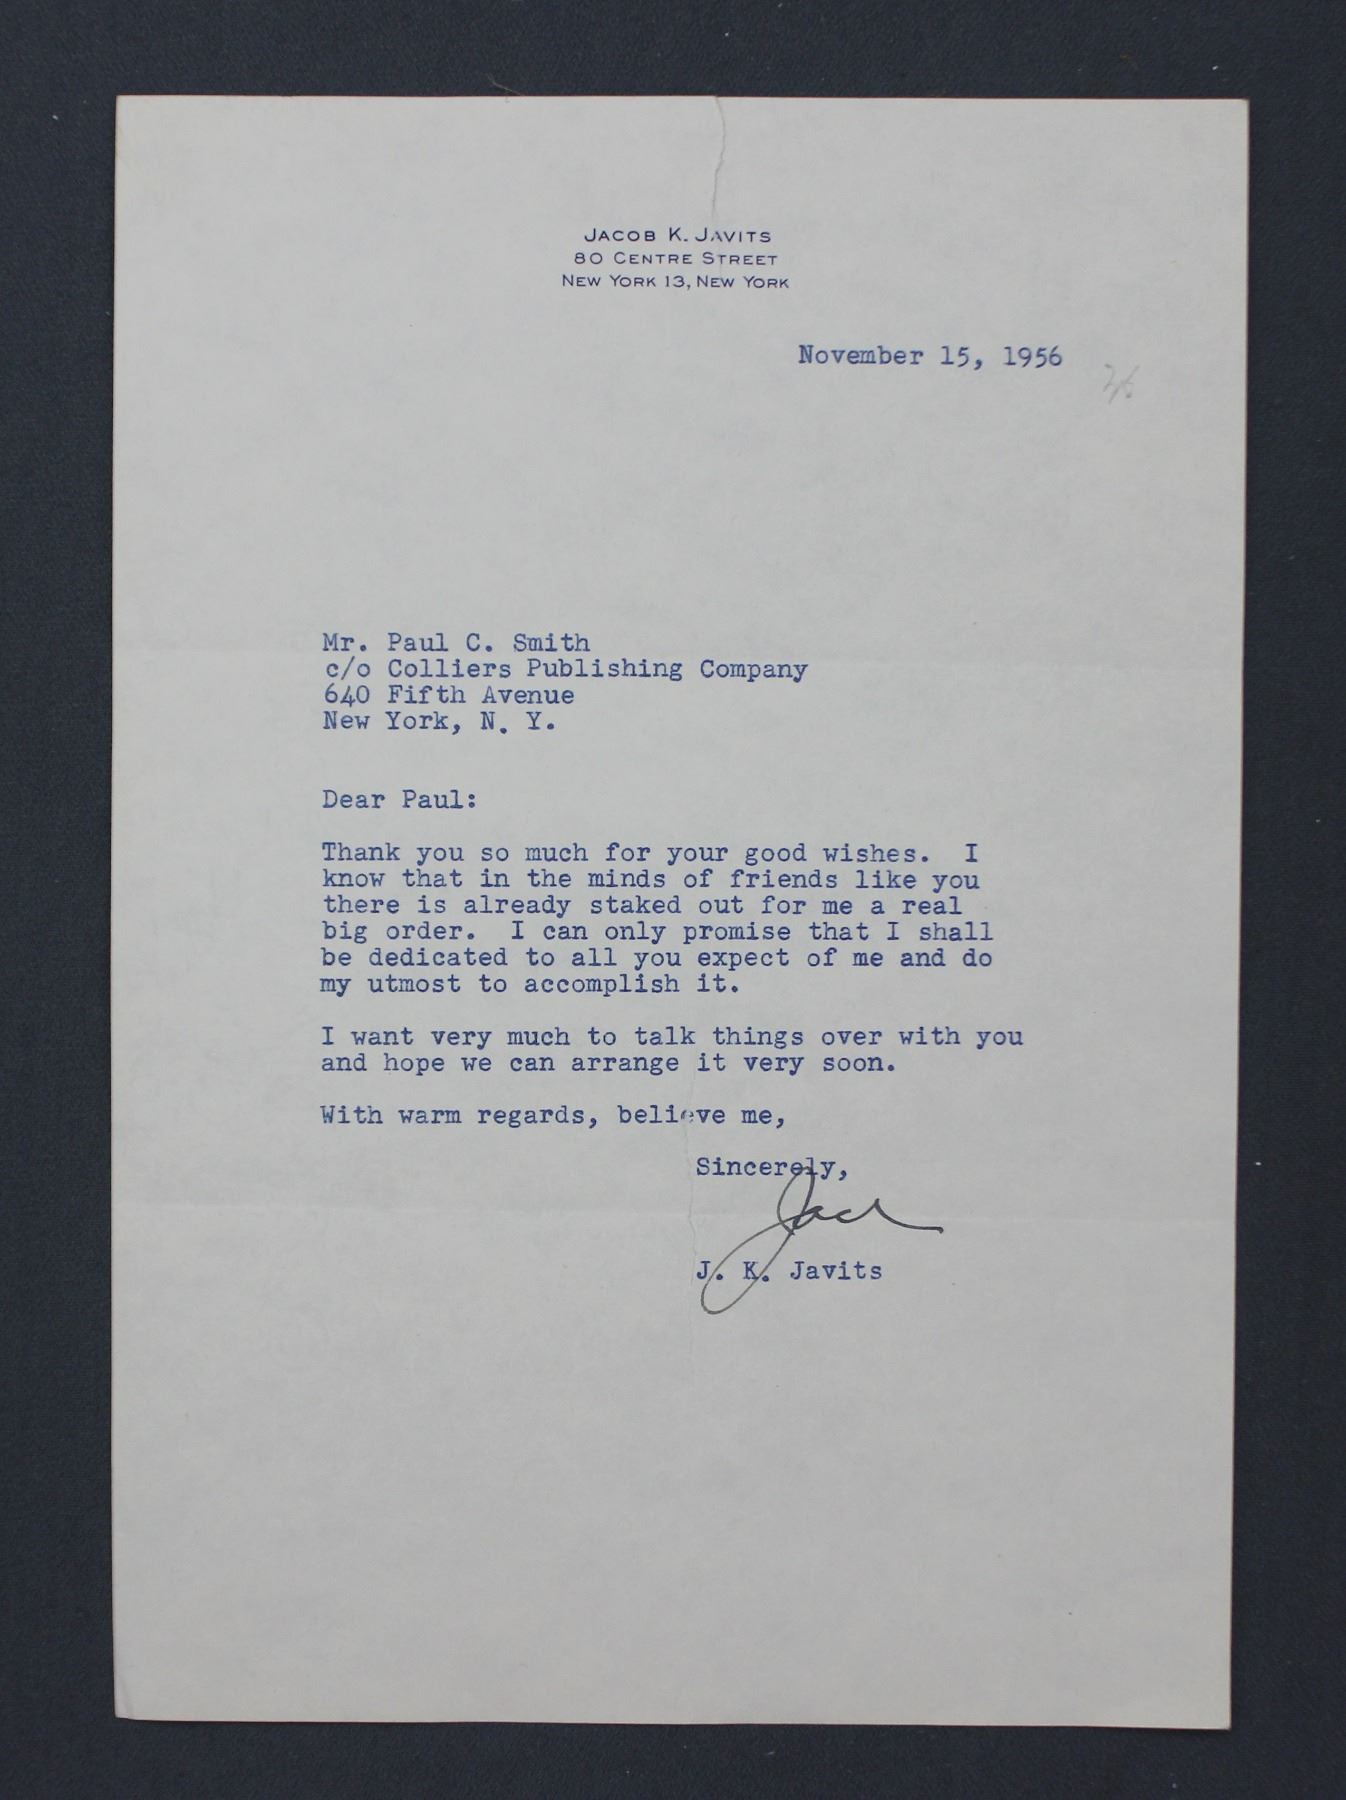 JACOB K. JAVITS
80 CENTRE STREET
NEW YORK 13, NEW YORK
November 15, 1956
Mr. Paul C. Smith
c/o Colliers Publishing Company
640 Fifth Avenue
New York, N. Y.
Dear Paul:
Thank you so much for your good wishes.  I
know that in the minds of friends like you
there is already staked out for me a real
big order.  I can only promise that I shall
be dedicated to all you expect of me and do
my utmost to accomplish it.
I want very much to talk things over with you
and hope we can arrange it very soon.
With warm regards, believe me,
Sincerely,
Jack
J. K. Javits